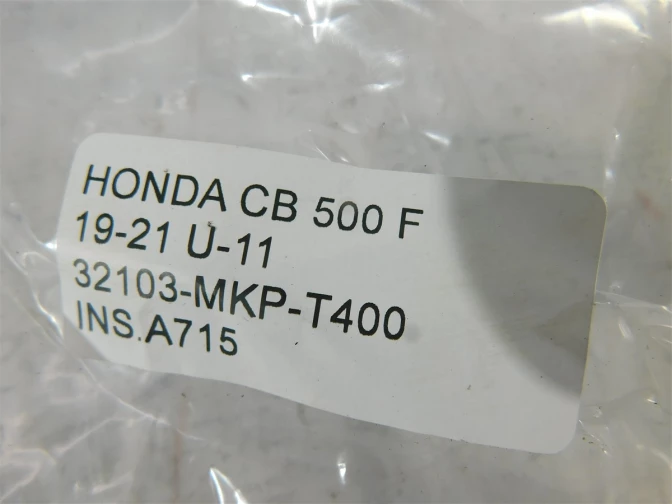 HONDA CB 500 F
19-21 U-11
32103-MKP-T400
INS.A715